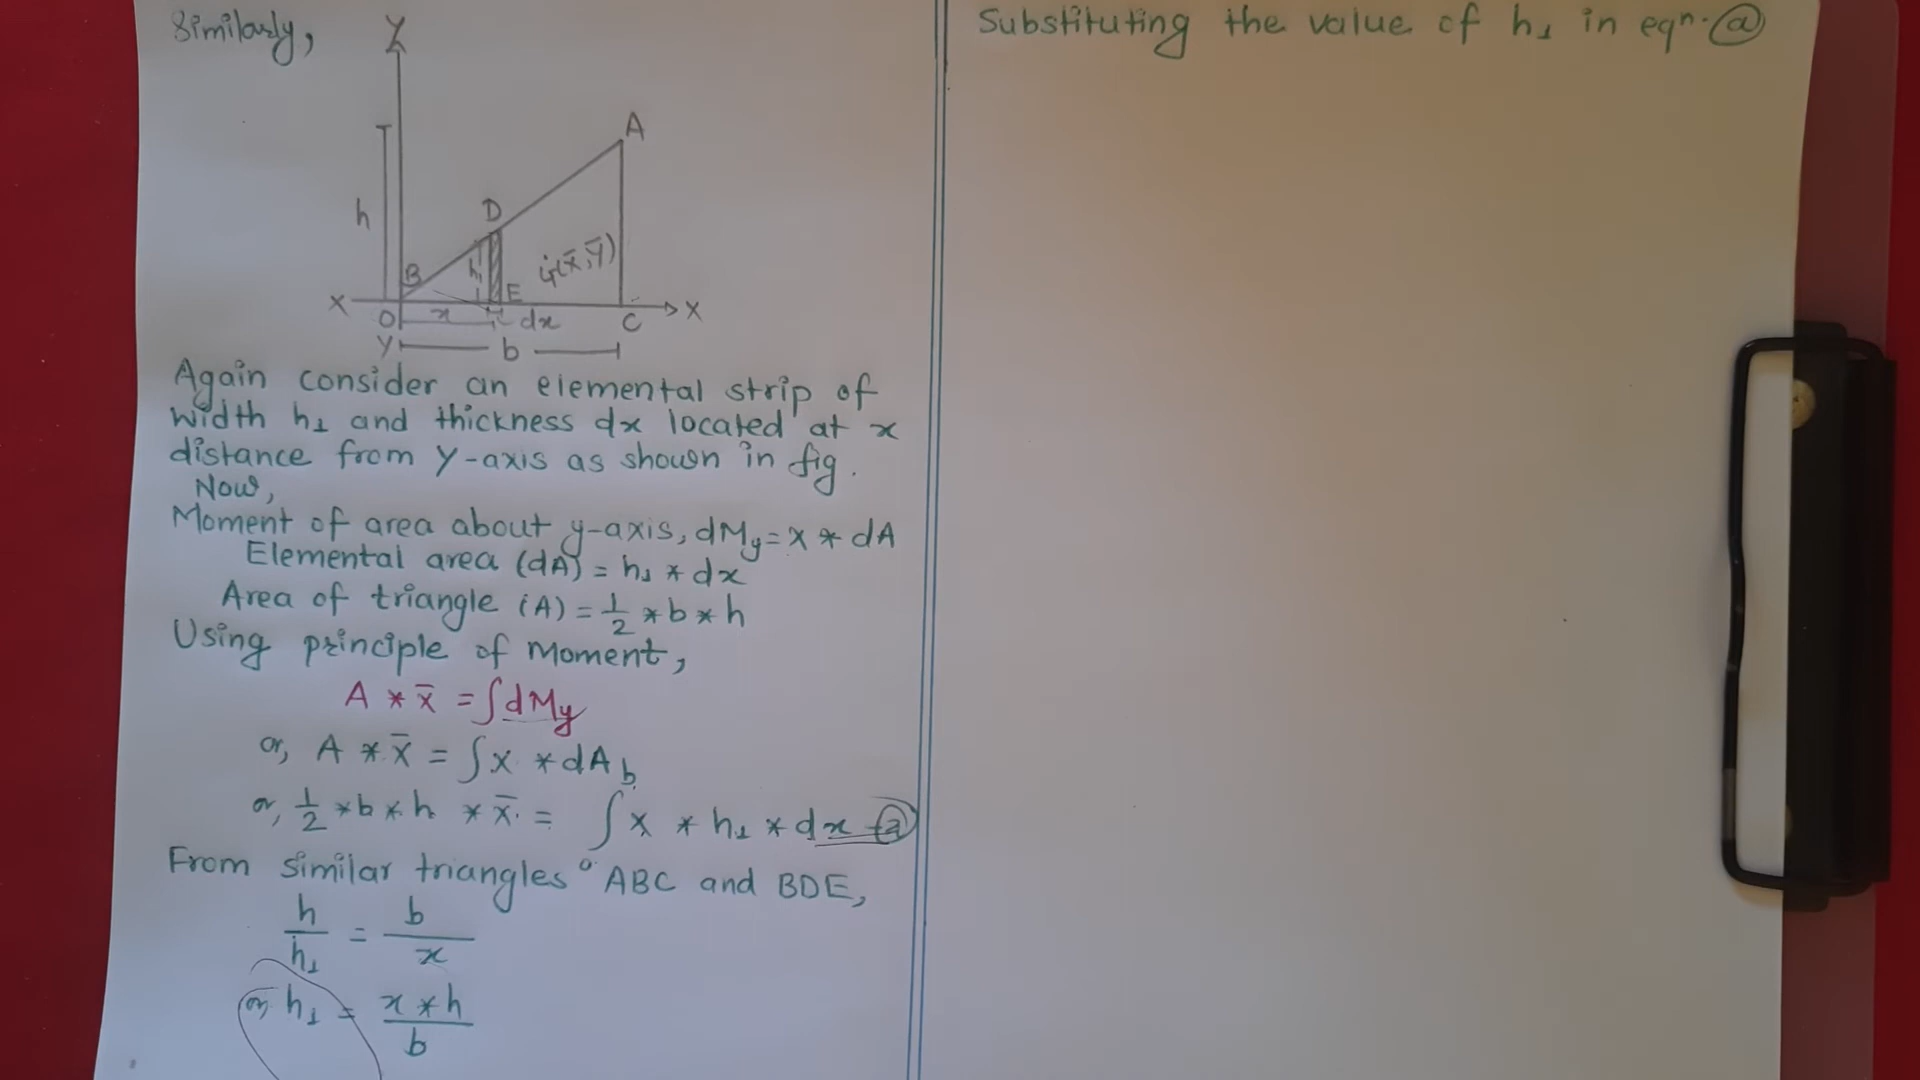 Similarly,
Y
A
h
D
B
h₁
G(x̄,ȳ)
E
X
X
O
x
dx
C
Y
b
Again consider an elemental strip of
width h₁ and thickness dx located at x
distance from y-axis as shown in fig.
Now,
Moment of area about y-axis, dMy = x * dA
Elemental area (dA) = h₁ * dx
Area of triangle (A) = 1/2 * b * h
Using principle of moment,
A * x̄ = ∫dMy
or, A * x̄ = ∫x * dA
or, 1/2 * b * h * x̄ = ∫ᵇ x * h₁ * dx - ⓐ
From similar triangles ABC and BDE,
h/h₁ = b/x
or, h₁ = x * h/b
Substituting the value of h₁ in eqn. ⓐ